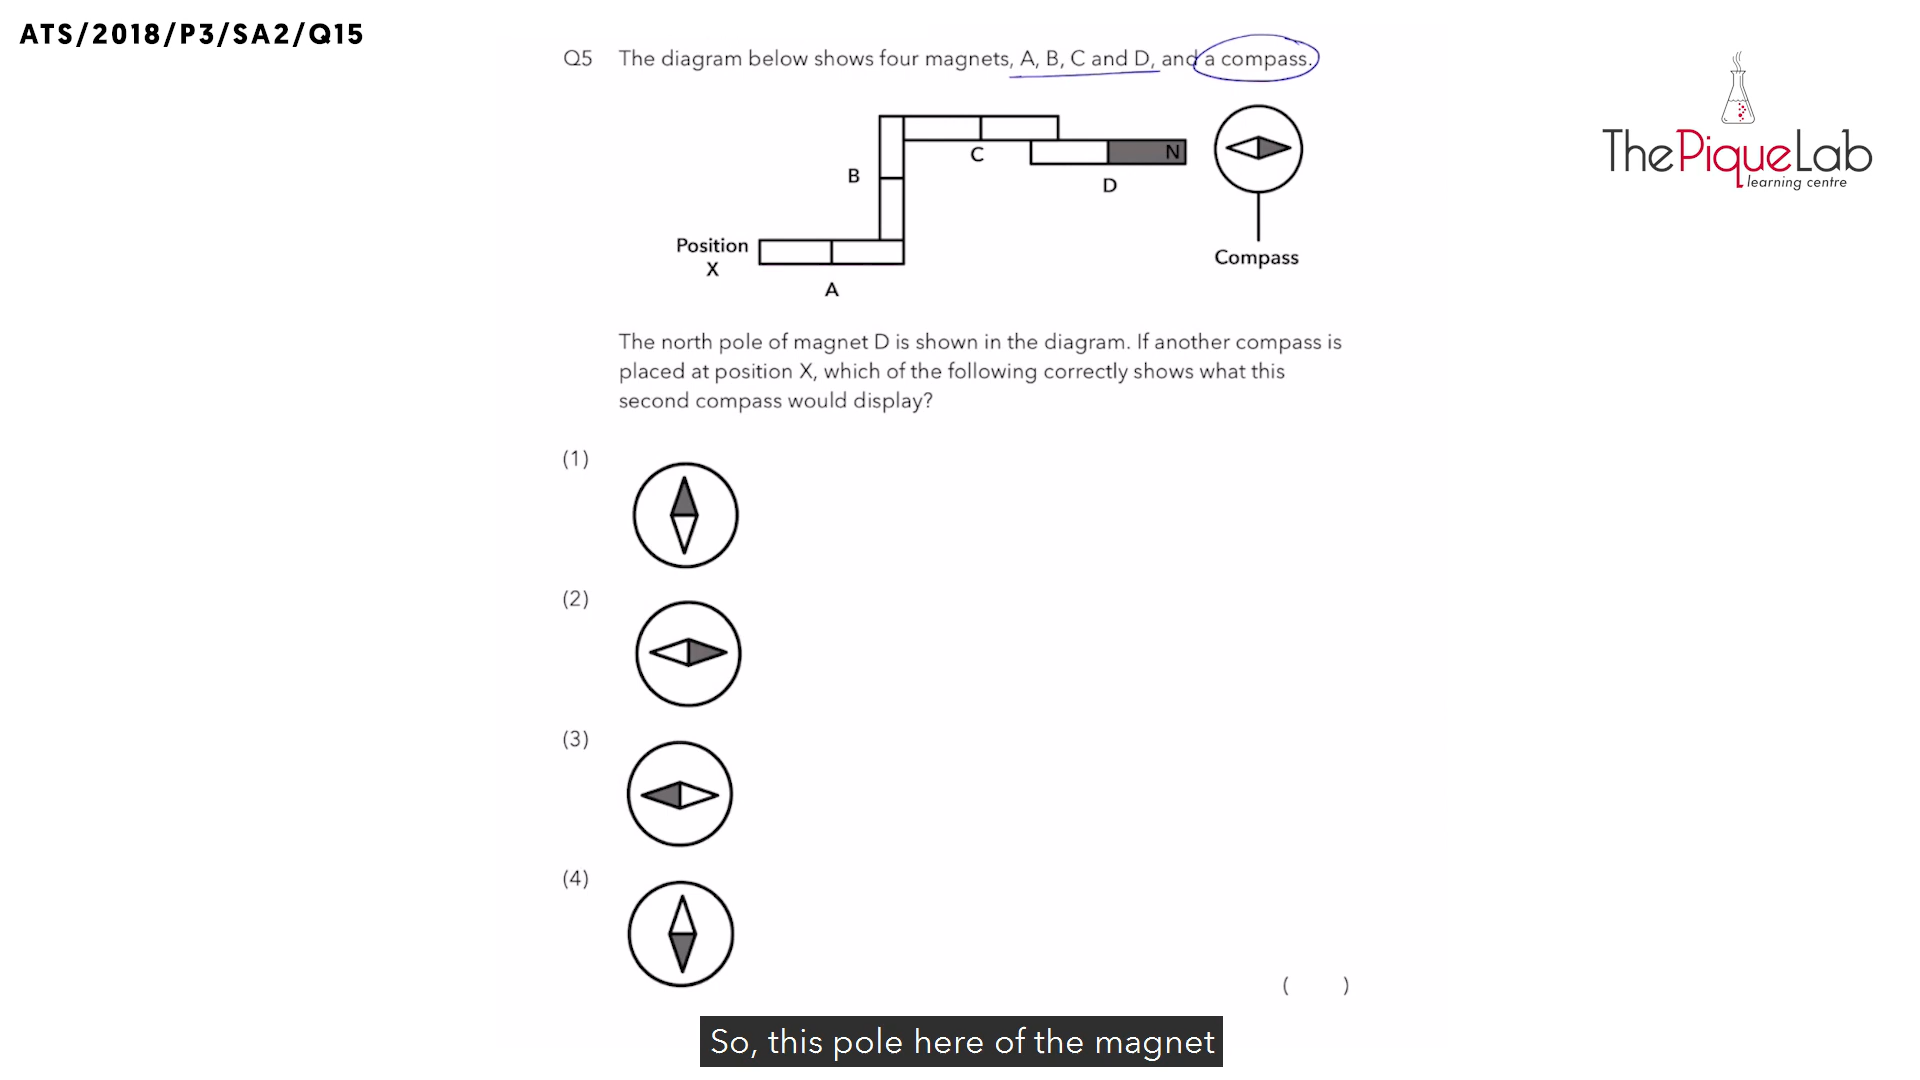 ATS/2018/P3/SA2/Q15
Q5 The diagram below shows four magnets, A, B, C and D, and a compass.
ThePiqueLab
learning centre
C
N
B
D
Position
X
Compass
A
The north pole of magnet D is shown in the diagram. If another compass is
placed at position X, which of the following correctly shows what this
second compass would display?
(1)
(2)
(3)
(4)
( )
So, this pole here of the magnet